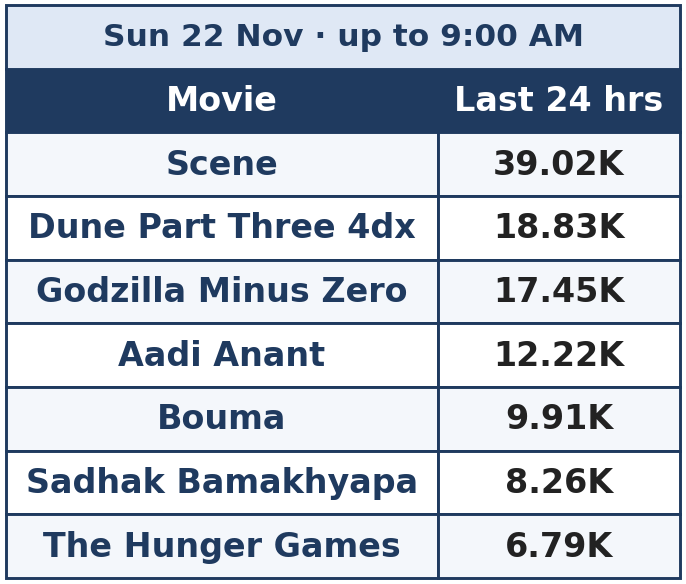 Sun 22 Nov · up to 9:00 AM
Movie Last 24 hrs
Scene 39.02K
Dune Part Three 4dx 18.83K
Godzilla Minus Zero 17.45K
Aadi Anant 12.22K
Bouma 9.91K
Sadhak Bamakhyapa 8.26K
The Hunger Games 6.79K